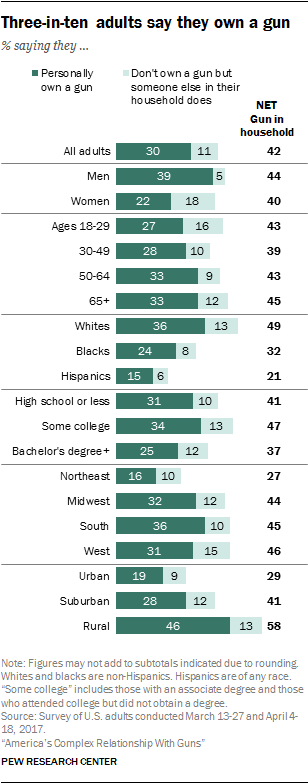 Three-in-ten adults say they own a gun
% saying they ...
Personally own a gun
Don't own a gun but someone else in their household does
NET Gun in household
All adults 30 11 42
Men 39 5 44
Women 22 18 40
Ages 18-29 27 16 43
30-49 28 10 39
50-64 33 9 43
65+ 33 12 45
Whites 36 13 49
Blacks 24 8 32
Hispanics 15 6 21
High school or less 31 10 41
Some college 34 13 47
Bachelor's degree+ 25 12 37
Northeast 16 10 27
Midwest 32 12 44
South 36 10 45
West 31 15 46
Urban 19 9 29
Suburban 28 12 41
Rural 46 13 58
Note: Figures may not add to subtotals indicated due to rounding.
Whites and blacks are non-Hispanics. Hispanics are of any race.
“Some college” includes those with an associate degree and those
who attended college but did not obtain a degree.
Source: Survey of U.S. adults conducted March 13-27 and April 4-
18, 2017.
“America's Complex Relationship With Guns”
PEW RESEARCH CENTER